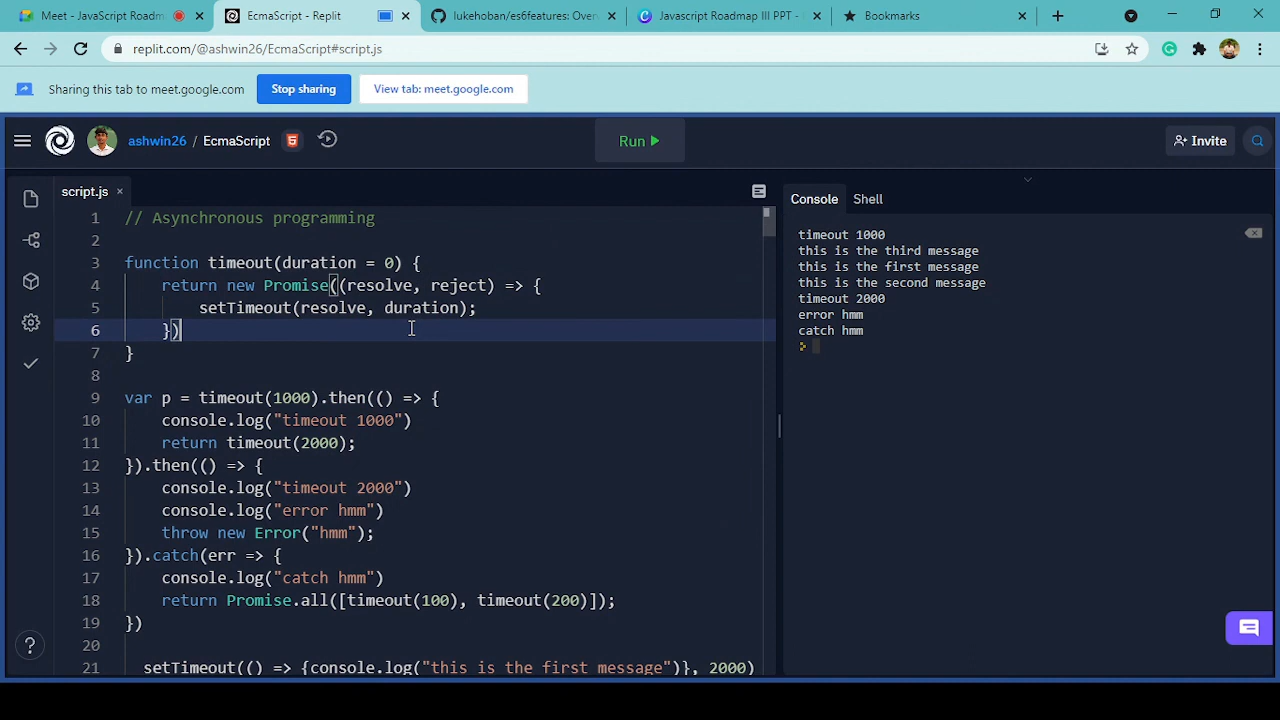 Meet - JavaScript Roadm
EcmaScript - Replit
lukehoban/es6features: Overv
Javascript Roadmap III PPT -
Bookmarks
replit.com/@ashwin26/EcmaScript#script.js
Sharing this tab to meet.google.com
Stop sharing
View tab: meet.google.com
ashwin26 / EcmaScript
Run
Invite
script.js
Console
Shell
1 // Asynchronous programming
2
3 function timeout(duration = 0) {
4 return new Promise((resolve, reject) => {
5 setTimeout(resolve, duration);
6 })
7 }
8
9 var p = timeout(1000).then(() => {
10 console.log("timeout 1000")
11 return timeout(2000);
12 }).then(() => {
13 console.log("timeout 2000")
14 console.log("error hmm")
15 throw new Error("hmm");
16 }).catch(err => {
17 console.log("catch hmm")
18 return Promise.all([timeout(100), timeout(200)]);
19 })
20
21 setTimeout(() => {console.log("this is the first message")}, 2000)
timeout 1000
this is the third message
this is the first message
this is the second message
timeout 2000
error hmm
catch hmm